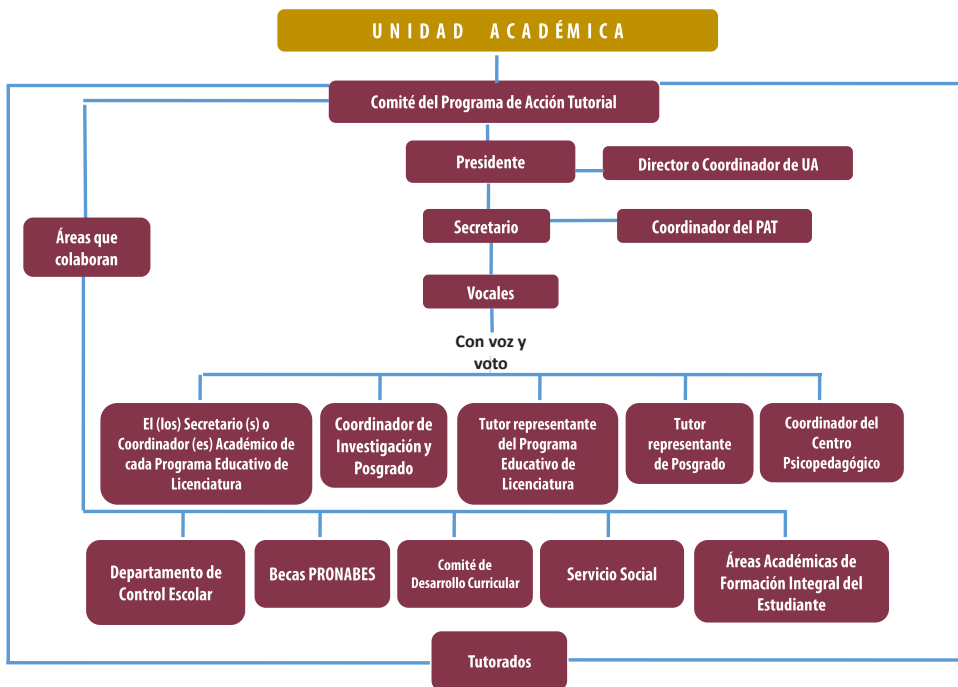 UNIDAD ACADÉMICA
Comité del Programa de Acción Tutorial
Presidente
Director o Coordinador de UA
Secretario
Coordinador del PAT
Áreas que
colaboran
Vocales
Con voz y
voto
El (los) Secretario (s) o
Coordinador (es) Académico de
cada Programa Educativo de
Licenciatura
Coordinador de
Investigación y
Posgrado
Tutor representante
del Programa
Educativo de
Licenciatura
Tutor
representante
de Posgrado
Coordinador del
Centro
Psicopedagógico
Departamento de
Control Escolar
Becas PRONABES
Comité de
Desarrollo Curricular
Servicio Social
Áreas Académicas de
Formación Integral del
Estudiante
Tutorados